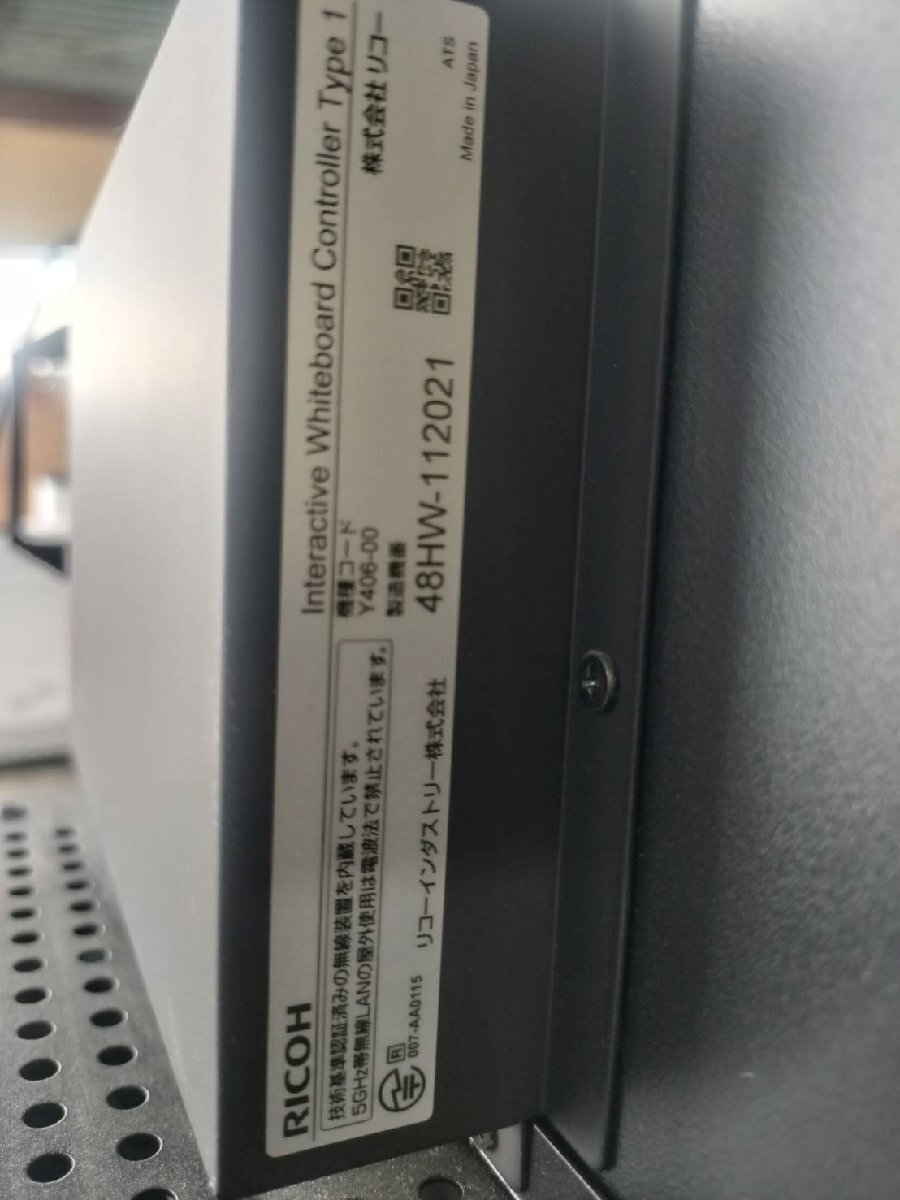 RICOH
Interactive Whiteboard Controller Type 1
技術基準認証済みの無線装置を内蔵しています。
5GHz帯無線LANの屋外使用は電波法で禁止されています。
機種コード
Y406-00
株式会社リコー
製造機番
48HW-112021
R
007-AA0115
リコーインダストリー株式会社
ATS
Made in Japan